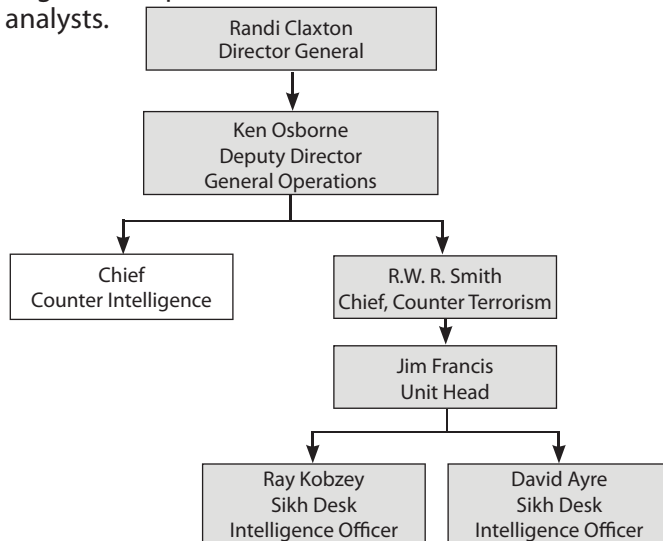 analysts.
Randi Claxton
Director General
Ken Osborne
Deputy Director
General Operations
Chief
Counter Intelligence
R.W. R. Smith
Chief, Counter Terrorism
Jim Francis
Unit Head
Ray Kobzey
Sikh Desk
Intelligence Officer
David Ayre
Sikh Desk
Intelligence Officer